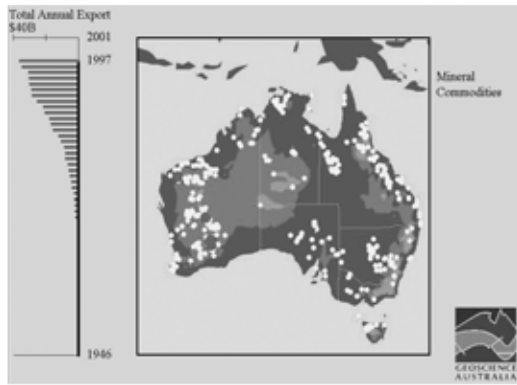 Total Annual Export
$40B
2001
1997
Mineral
Commodities
1946
GEOSCIENCE
AUSTRALIA